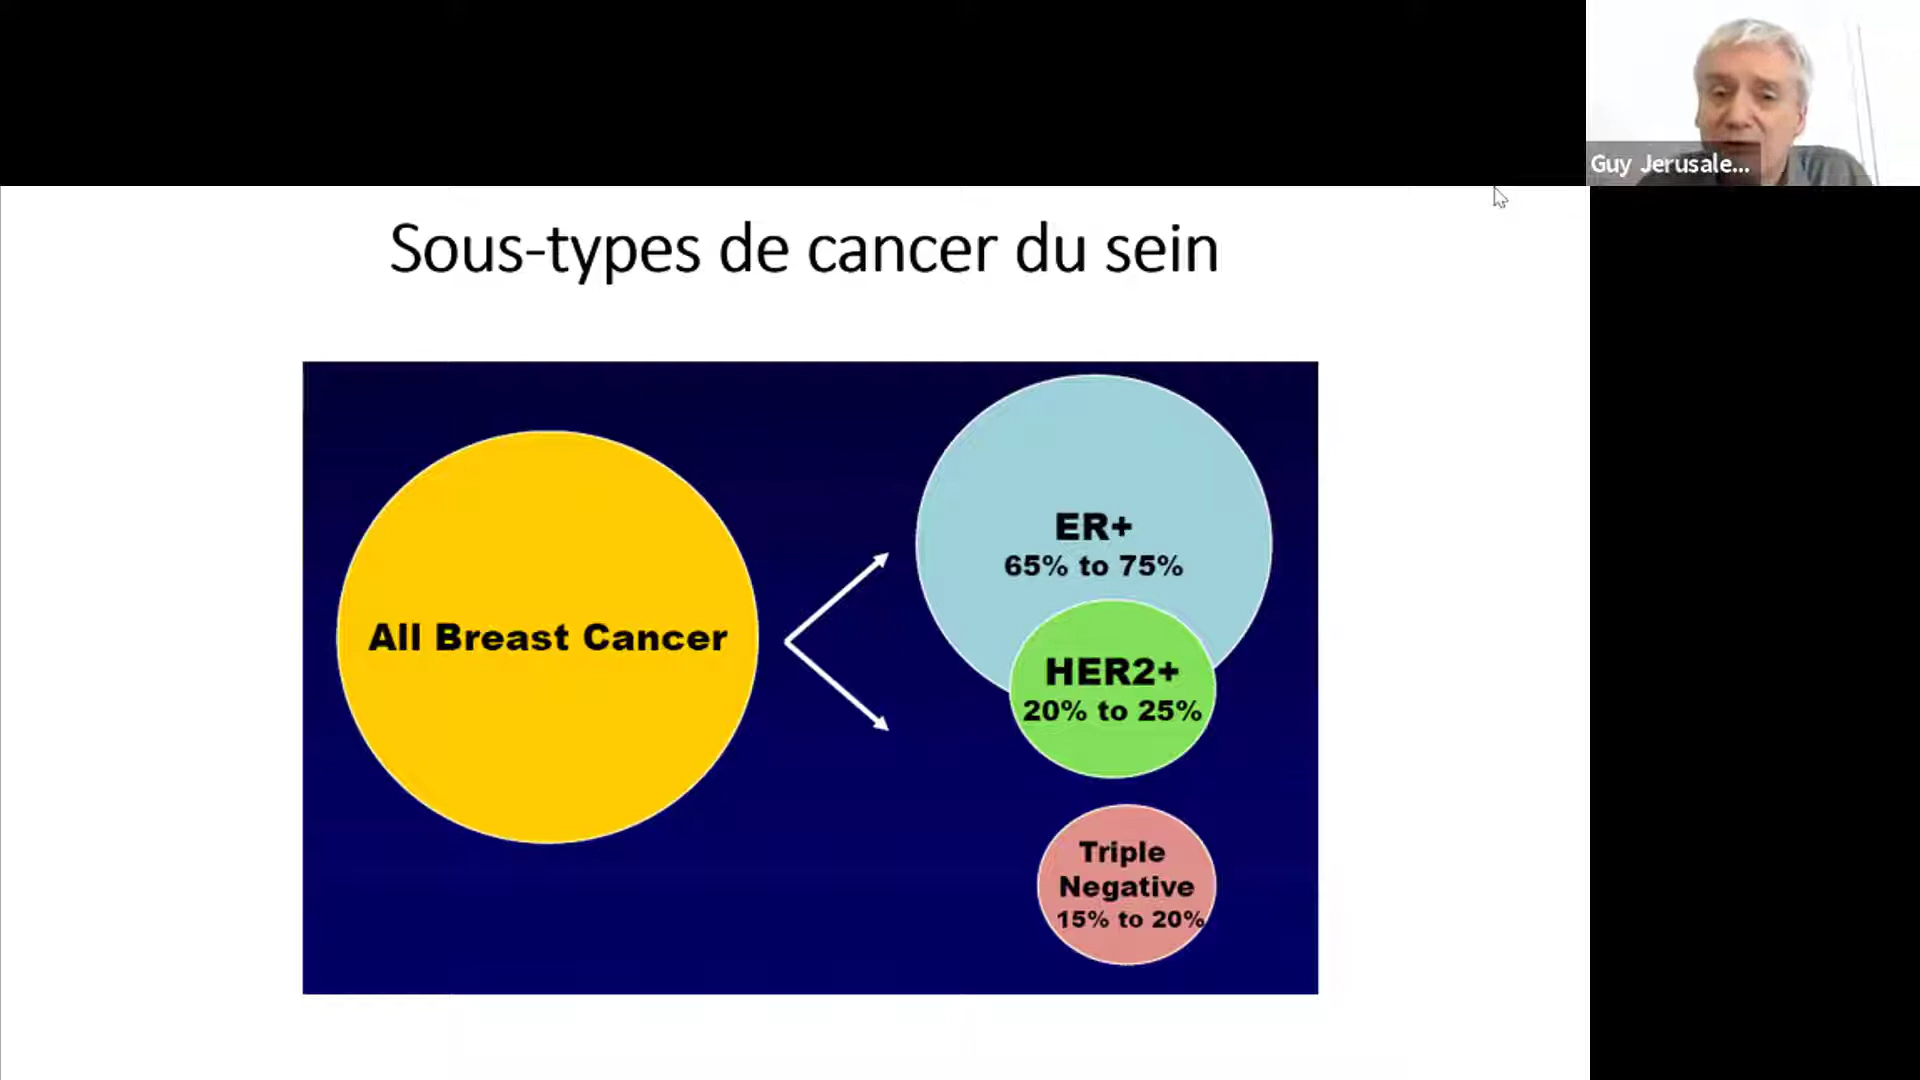 Guy Jerusale...
Sous-types de cancer du sein
All Breast Cancer
ER+
65% to 75%
HER2+
20% to 25%
Triple
Negative
15% to 20%